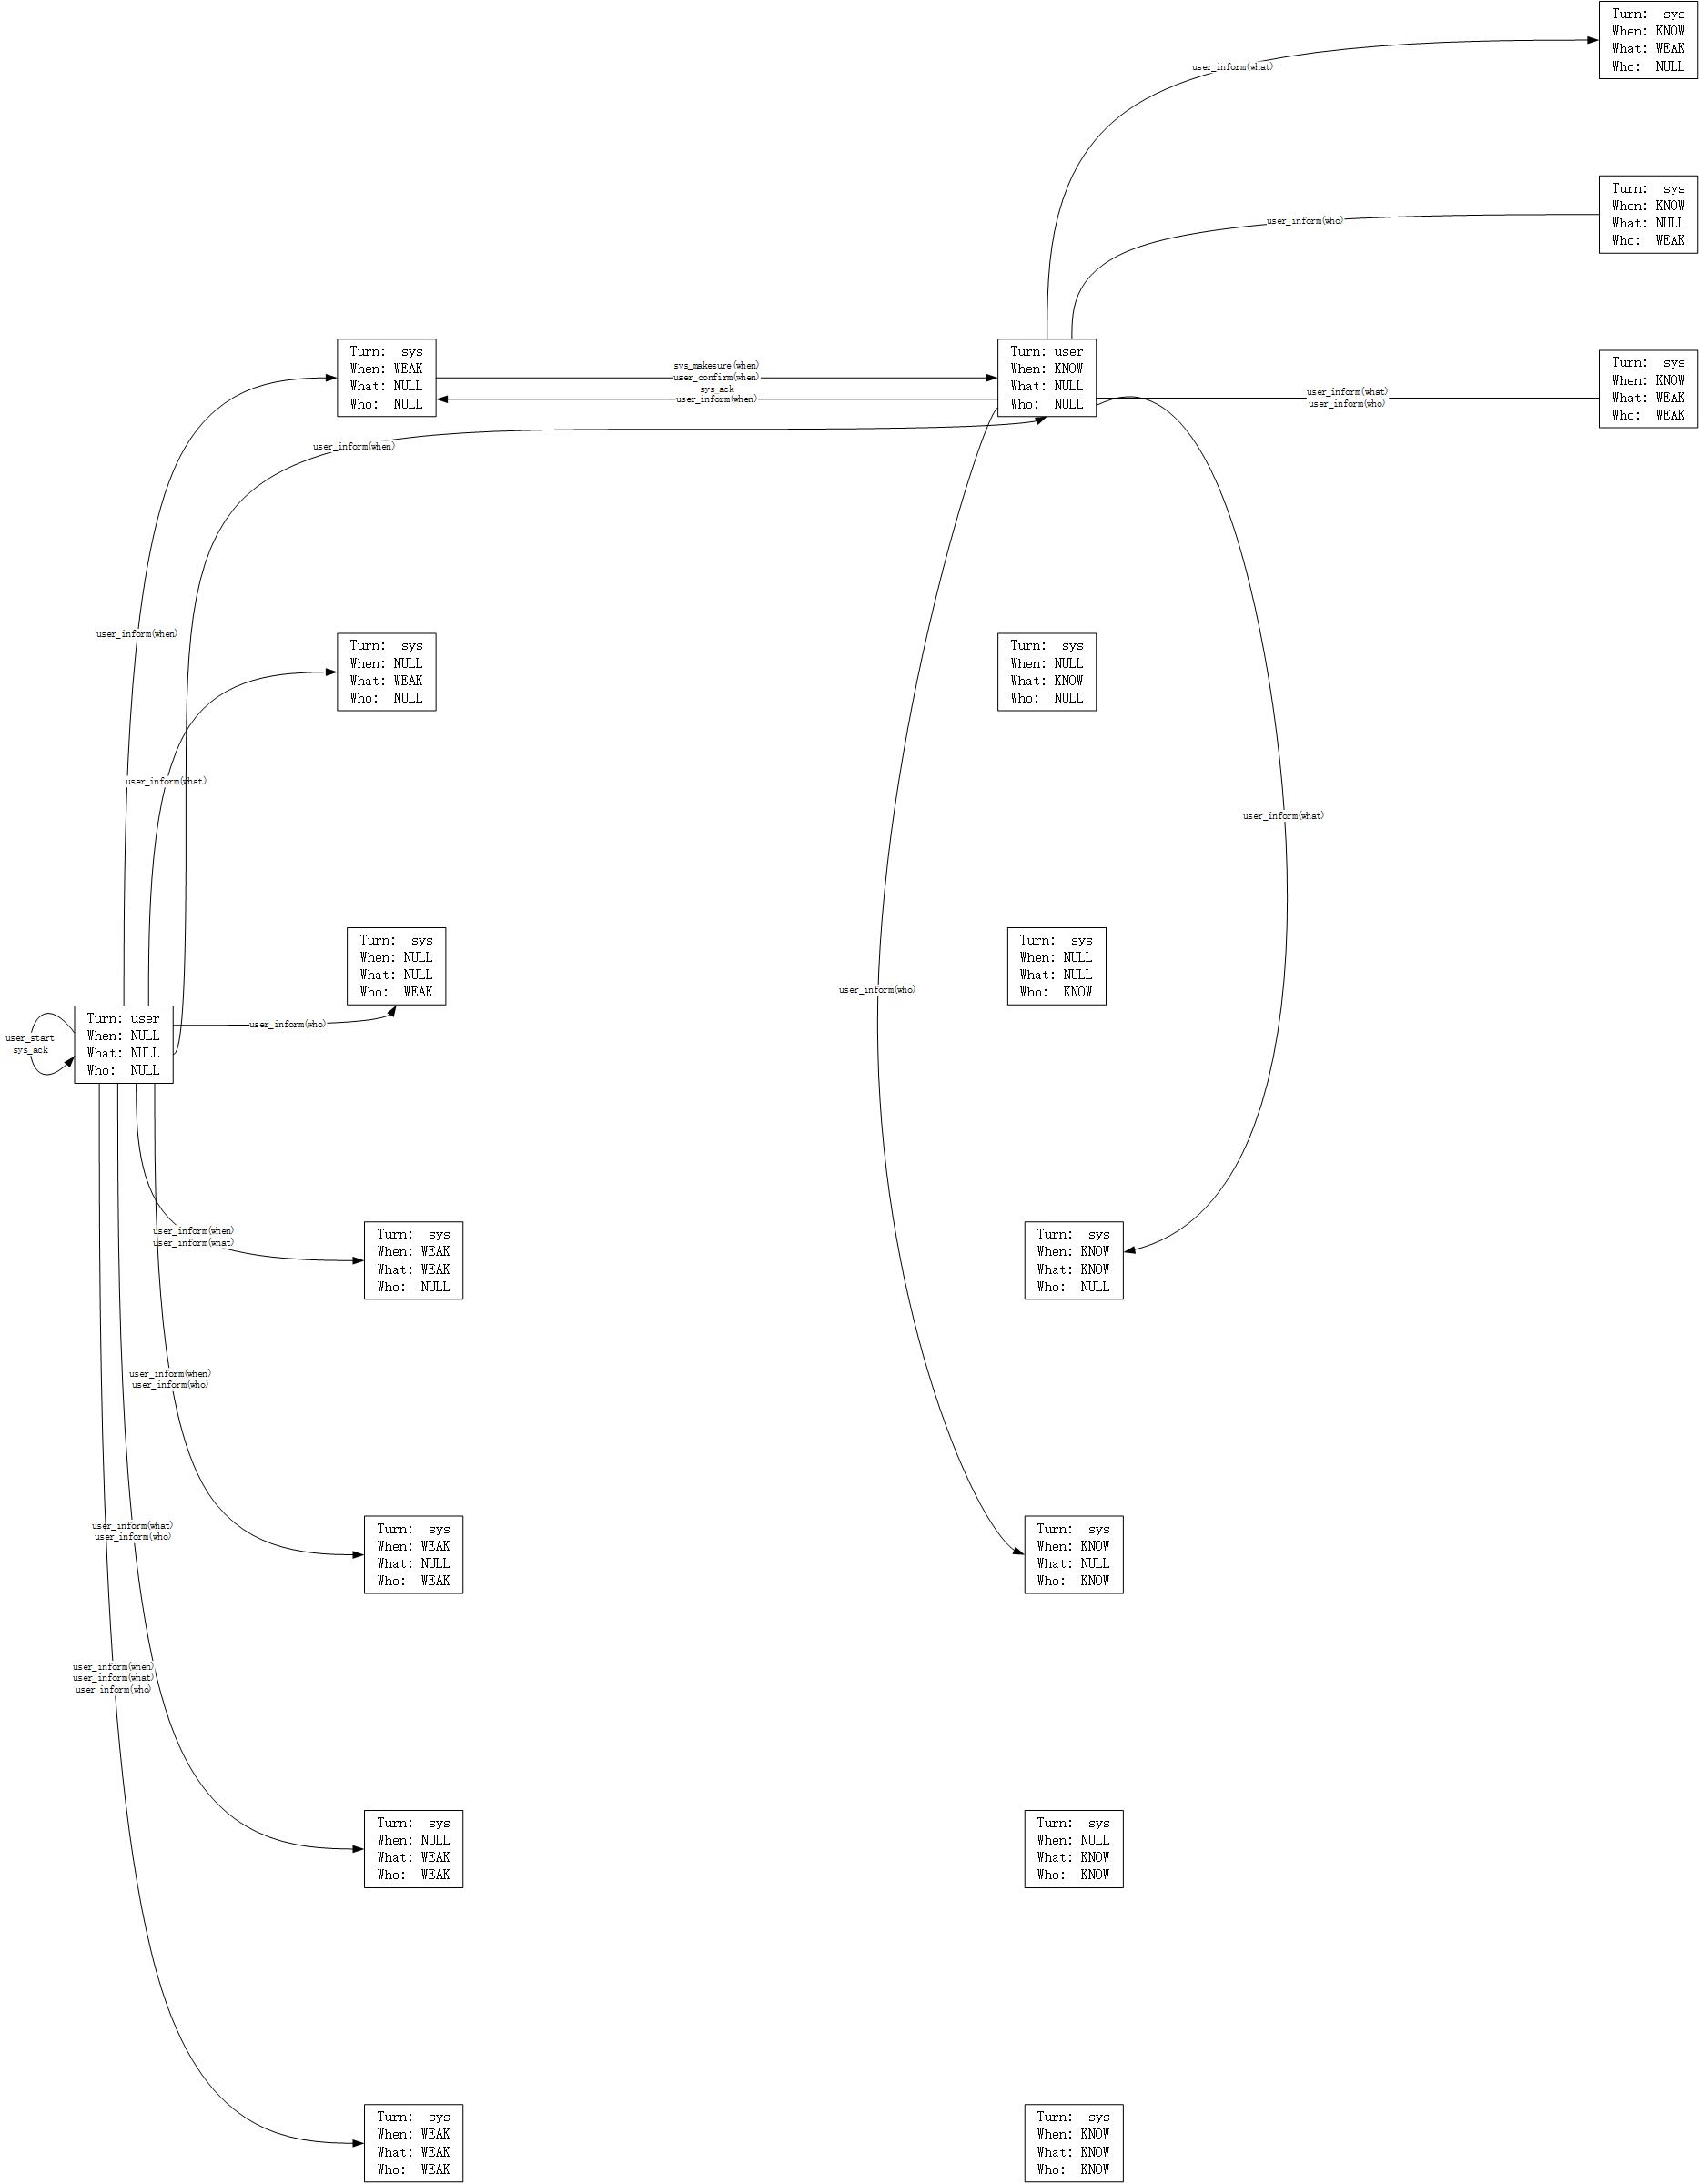 Turn: sys
When: KNOW
What: WEAK
Who: NULL
user_inform(what)
Turn: sys
When: KNOW
What: NULL
Who: WEAK
user_inform(who)
Turn: sys
When: WEAK
What: NULL
Who: NULL
sys_makesure(when)
user_confirm(when)
sys_ack
user_inform(when)
Turn: user
When: KNOW
What: NULL
Who: NULL
user_inform(what)
user_inform(who)
Turn: sys
When: KNOW
What: WEAK
Who: WEAK
user_inform(when)
user_inform(when)
Turn: sys
When: NULL
What: WEAK
Who: NULL
Turn: sys
When: NULL
What: KNOW
Who: NULL
user_inform(what)
user_inform(what)
Turn: sys
When: NULL
What: NULL
Who: WEAK
user_inform(who)
Turn: sys
When: NULL
What: NULL
Who: KNOW
user_start
sys_ack
Turn: user
When: NULL
What: NULL
Who: NULL
user_inform(who)
user_inform(when)
user_inform(what)
Turn: sys
When: WEAK
What: WEAK
Who: NULL
Turn: sys
When: KNOW
What: KNOW
Who: NULL
user_inform(when)
user_inform(who)
user_inform(what)
user_inform(who)
Turn: sys
When: WEAK
What: NULL
Who: WEAK
Turn: sys
When: KNOW
What: NULL
Who: KNOW
user_inform(when)
user_inform(what)
user_inform(who)
Turn: sys
When: NULL
What: WEAK
Who: WEAK
Turn: sys
When: NULL
What: KNOW
Who: KNOW
Turn: sys
When: WEAK
What: WEAK
Who: WEAK
Turn: sys
When: KNOW
What: KNOW
Who: KNOW